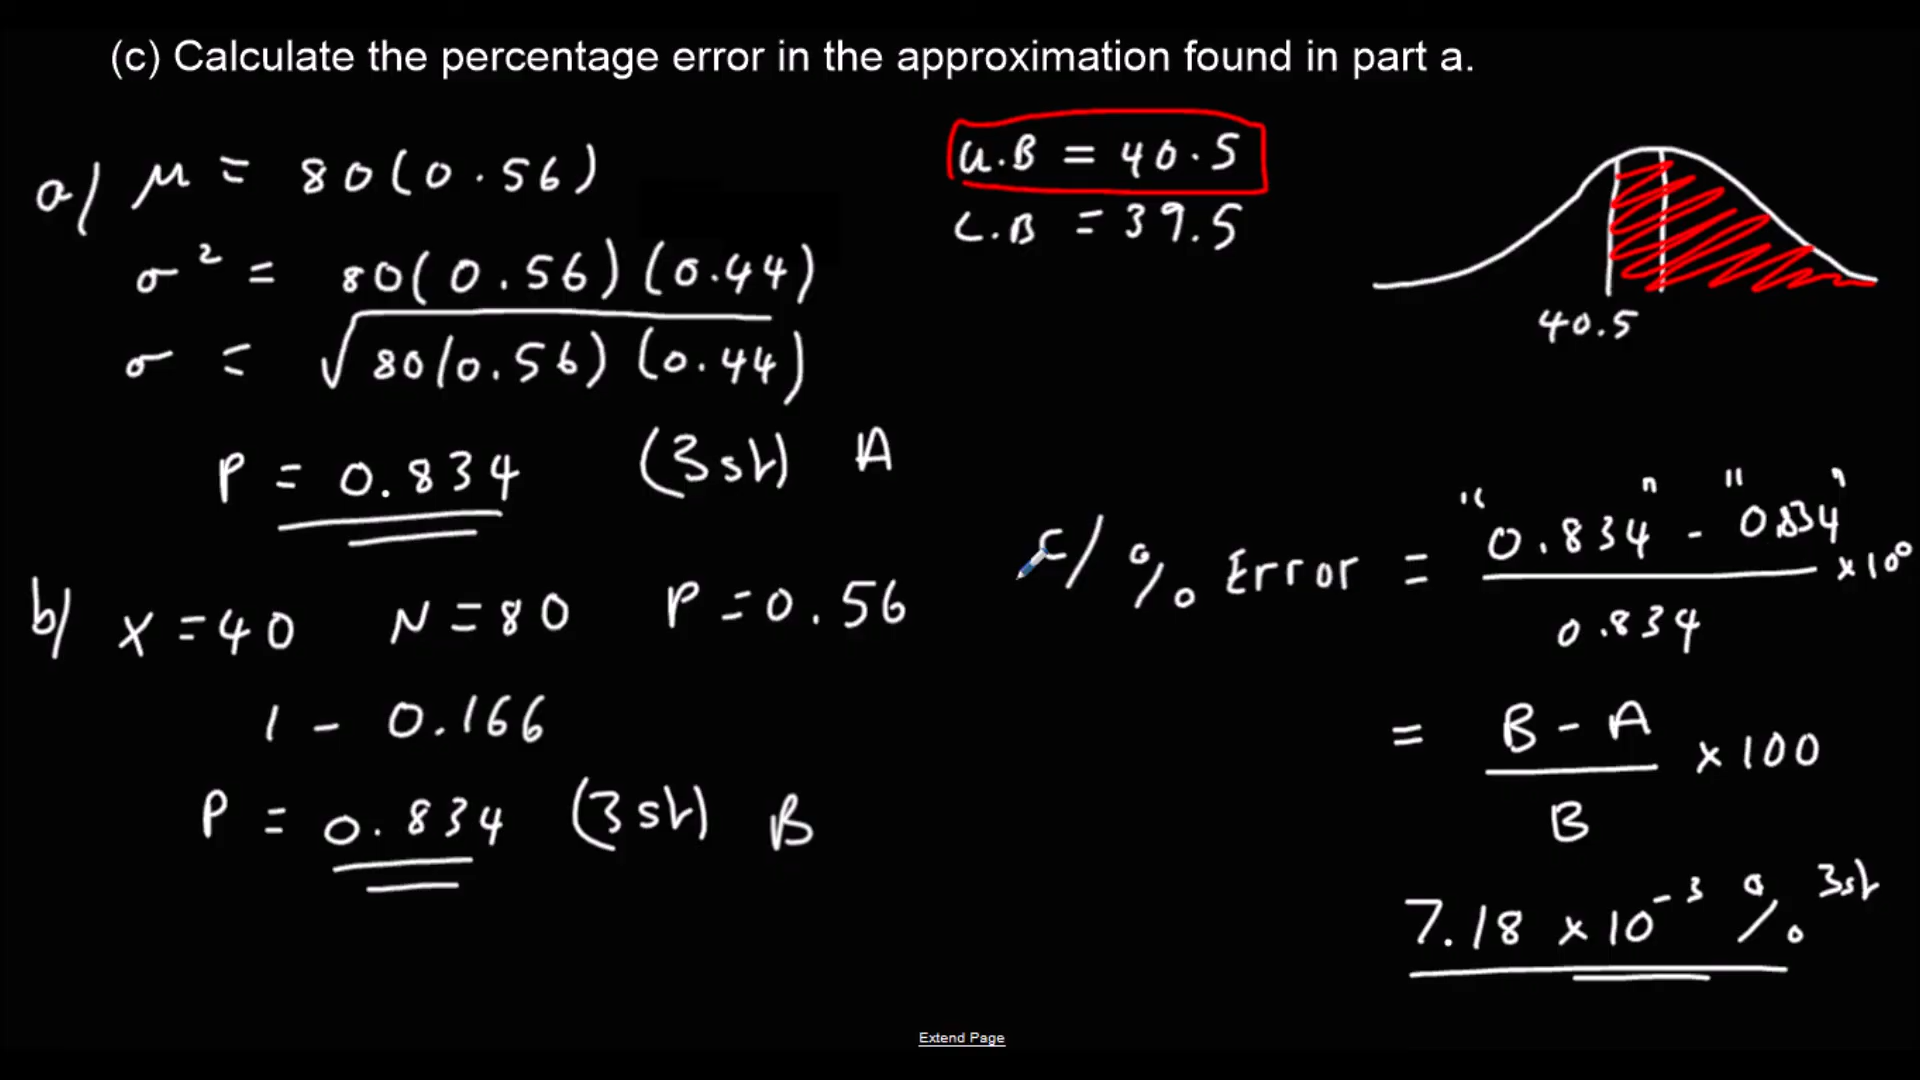 (c) Calculate the percentage error in the approximation found in part a.
a/ μ = 80(0.56)
σ² = 80(0.56)(0.44)
σ = √80(0.56)(0.44)
P = 0.834 (3sf) A
u.B = 40.5
L.B = 39.5
40.5
b/ x = 40 N = 80 P = 0.56
1 - 0.166
P = 0.834 (3sf) B
c/ % Error = "0.834" - "0.834" / 0.834 × 100
= B - A / B × 100
7.18 × 10⁻³ % 3sf
Extend Page